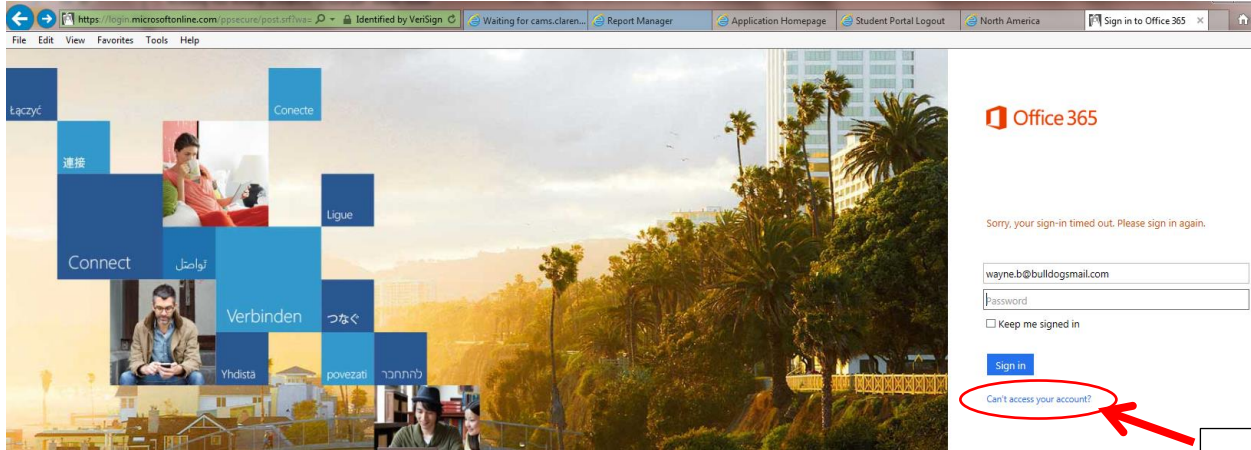 https://login.microsoftonline.com/ppsecure/post.srf?wa=
Identified by VeriSign
Waiting for cams.claren...
Report Manager
Application Homepage
Student Portal Logout
North America
Sign in to Office 365
File Edit View Favorites Tools Help
Łączyć
Conecte
連接
Ligue
Connect
تواصل
Verbinden
つなぐ
Yhdistä
povezati
להתחבר
Office 365
Sorry, your sign-in timed out. Please sign in again.
wayne.b@bulldogsmail.com
Password
Keep me signed in
Sign in
Can't access your account?